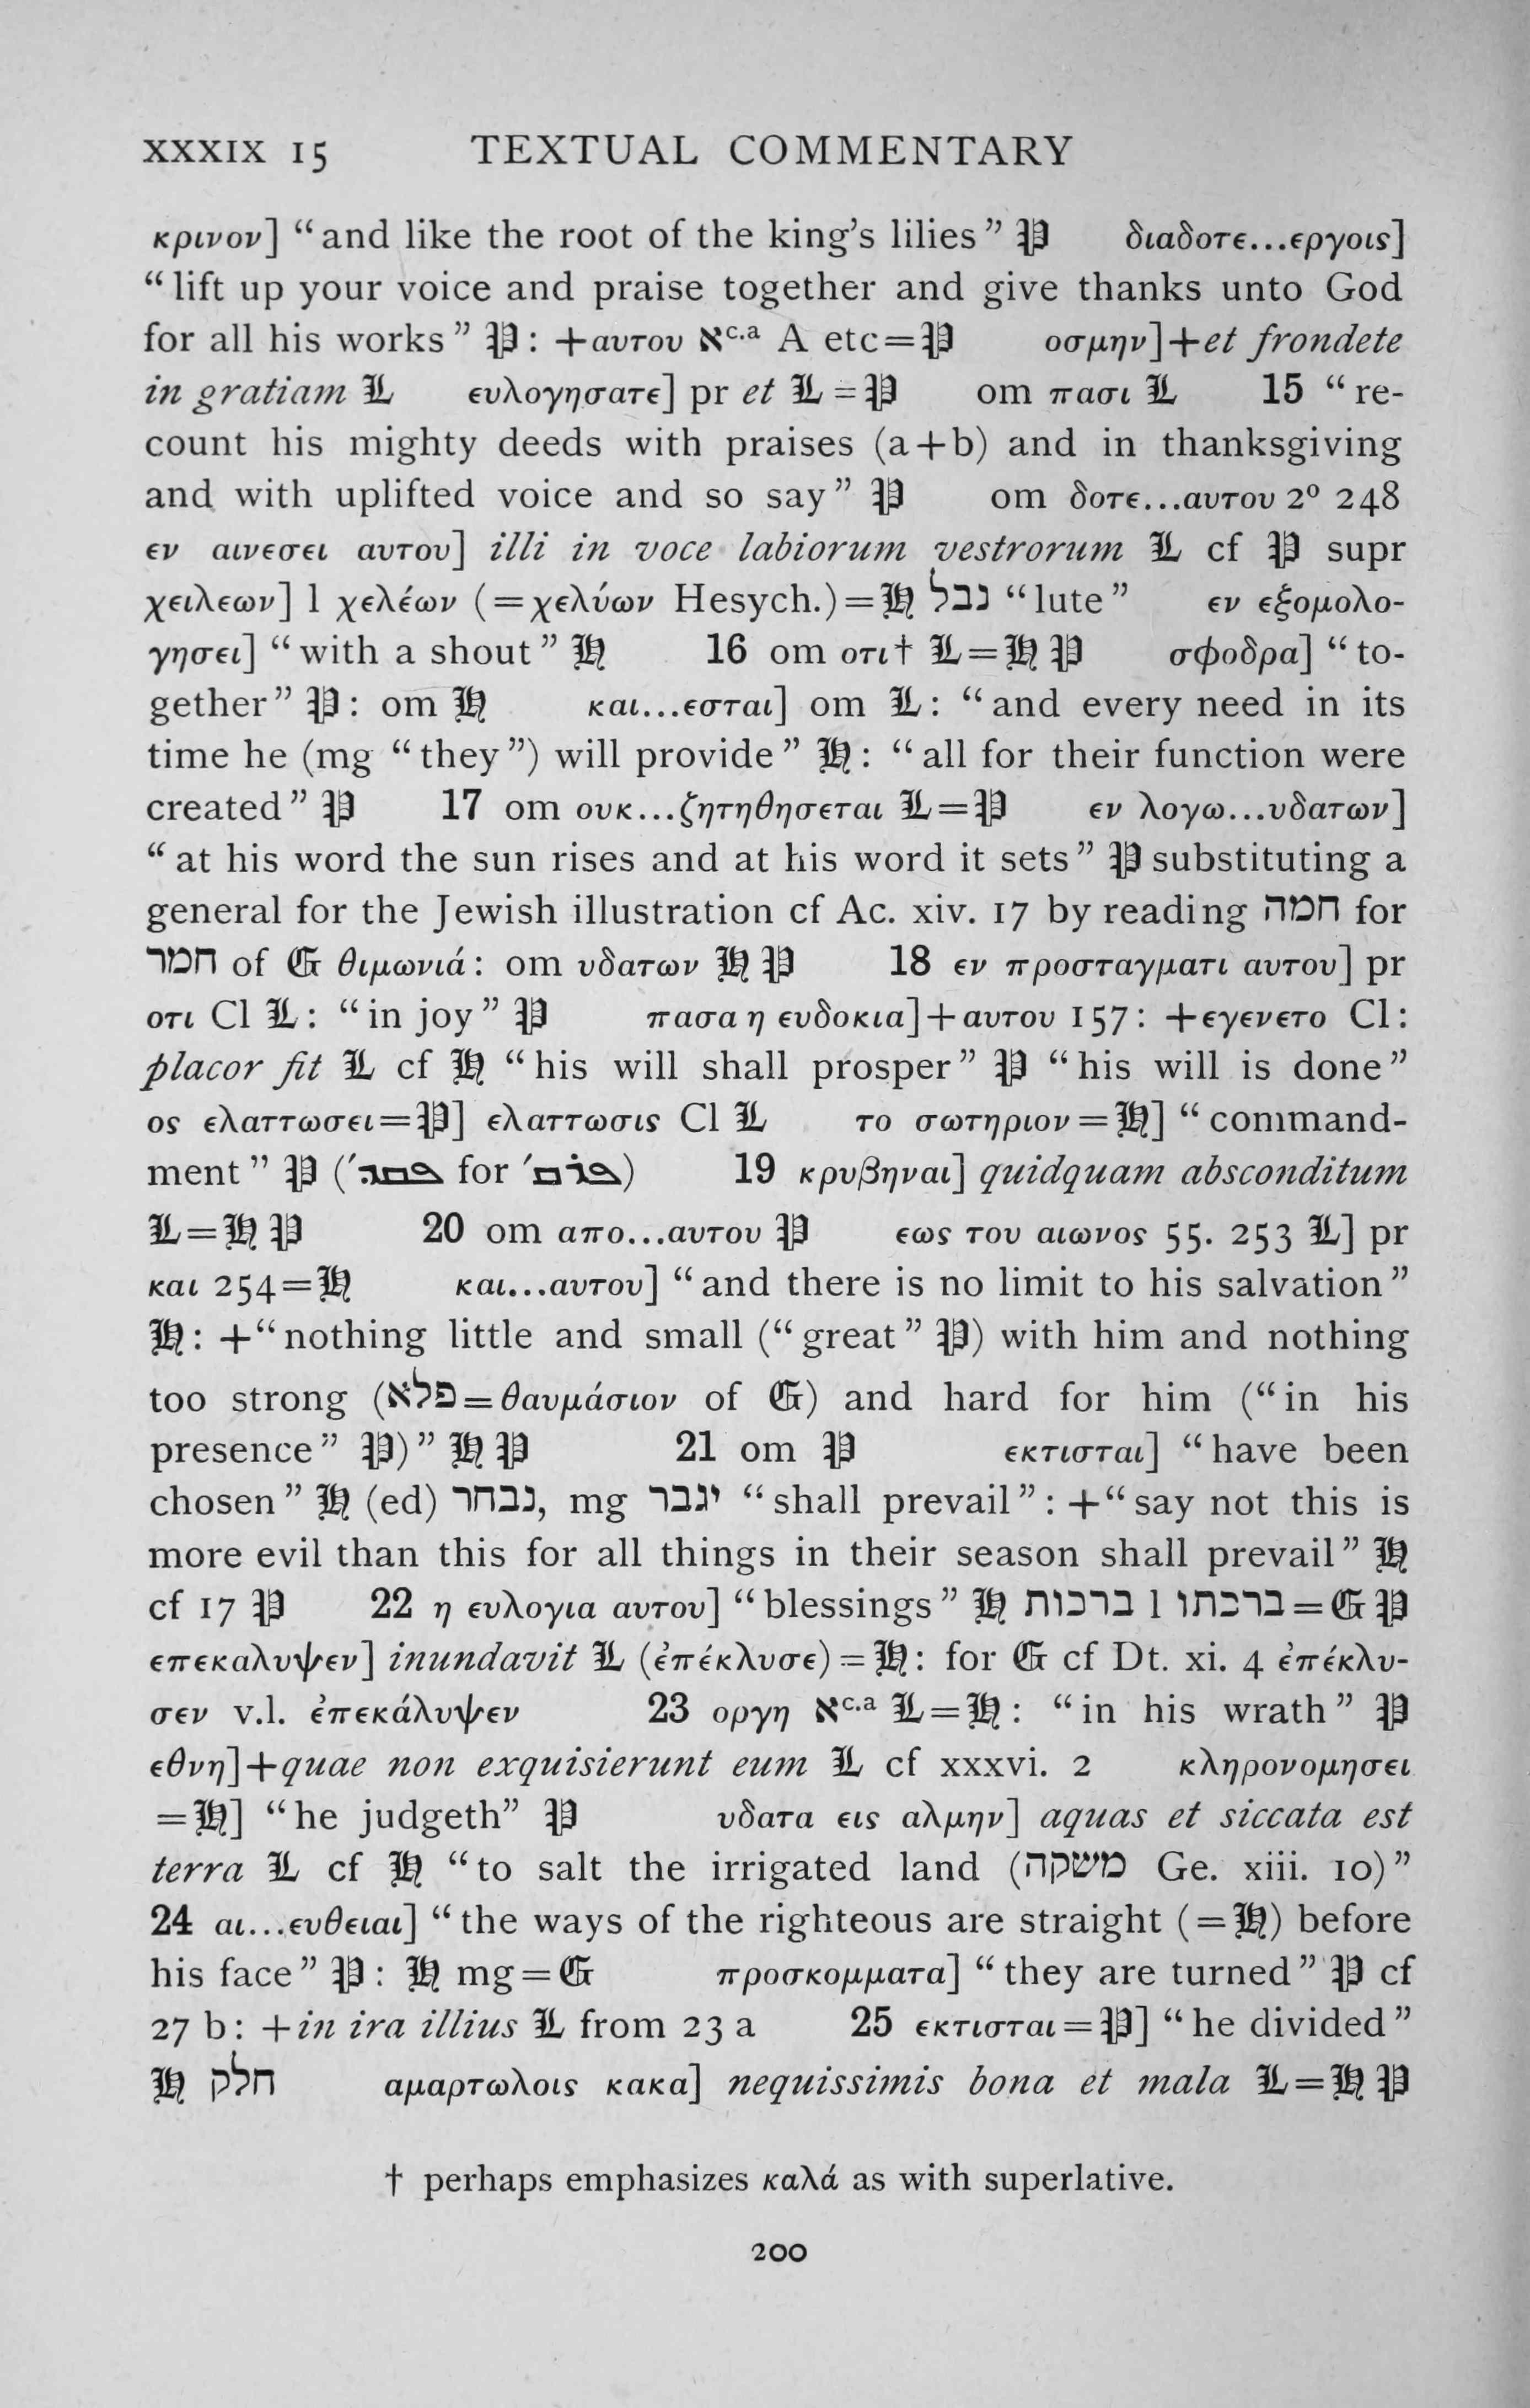 XXXIX 15 TEXTUAL COMMENTARY
κρινον] “and like the root of the king’s lilies” 𝔓 διαδοτε...εργοις]
“lift up your voice and praise together and give thanks unto God
for all his works” 𝔓: +αυτου אc.a A etc=𝔓 οσμην]+et frondete
in gratiam 𝕷 ευλογησατε] pr et 𝕷=𝔓 om πασι 𝕷 15 “re-
count his mighty deeds with praises (a+b) and in thanksgiving
and with uplifted voice and so say” 𝔓 om δοτε...αυτου 2⁰ 248
εν αινεσει αυτου] illi in voce labiorum vestrorum 𝕷 cf 𝔓 supr
χειλεων] l χελέων (=χελύων Hesych.)=𝕳 נבל “lute” εν εξομολο-
γησει] “with a shout” 𝕳 16 om οτι† 𝕷=𝕳 𝔓 σφοδρα] “to-
gether” 𝔓: om 𝕳 και...εσται] om 𝕷: “and every need in its
time he (mg “they”) will provide” 𝕳: “all for their function were
created” 𝔓 17 om ουκ...ζητηθησεται 𝕷=𝔓 εν λογω...υδατων]
“at his word the sun rises and at his word it sets” 𝔓 substituting a
general for the Jewish illustration cf Ac. xiv. 17 by reading חמה for
חמר of 𝕲 θιμωνιά: om υδατων 𝕳 𝔓 18 εν προσταγματι αυτου] pr
οτι Cl 𝕷: “in joy” 𝔓 πασα η ευδοκια]+αυτου 157: +εγενετο Cl:
placor fit 𝕷 cf 𝕳 “his will shall prosper” 𝔓 “his will is done”
ος ελαττωσει=𝔓] ελαττωσις Cl 𝕷 το σωτηριον=𝕳] “command-
ment” 𝔓 ( for ) 19 κρυβηναι] quidquam absconditum
𝕷=𝕳 𝔓 20 om απο...αυτου 𝔓 εως του αιωνος 55. 253 𝕷] pr
και 254=𝕳 και...αυτου] “and there is no limit to his salvation”
𝕳: +“nothing little and small (“great” 𝔓) with him and nothing
too strong (פלא=θαυμάσιον of 𝕲) and hard for him (“in his
presence” 𝔓)” 𝕳 𝔓 21 om 𝔓 εκτισται] “have been
chosen” 𝕳 (ed) נבחר, mg יגבר “shall prevail”: +“say not this is
more evil than this for all things in their season shall prevail” 𝕳
cf 17 𝔓 22 η ευλογια αυτου] “blessings” 𝕳 ברכות l ברכתו=𝕲 𝔓
επεκαλυψεν] inundavit 𝕷 (ἐπέκλυσε)=𝕳: for 𝕲 cf Dt. xi. 4 ἐπέκλυ-
σεν v.l. ἐπεκάλυψεν 23 οργη אc.a 𝕷=𝕳: “in his wrath” 𝔓
εθνη]+quae non exquisierunt eum 𝕷 cf xxxvi. 2 κληρονομησει
=𝕳] “he judgeth” 𝔓 υδατα εις αλμην] aquas et siccata est
terra 𝕷 cf 𝕳 “to salt the irrigated land (משקה Ge. xiii. 10)”
24 αι...ευθειαι] “the ways of the righteous are straight (=𝕳) before
his face” 𝔓: 𝕳 mg=𝕲 προσκομματα] “they are turned” 𝔓 cf
27 b: +in ira illius 𝕷 from 23 a 25 εκτισται=𝔓] “he divided”
𝕳 חלק αμαρτωλοις κακα] nequissimis bona et mala 𝕷=𝕳 𝔓
† perhaps emphasizes καλά as with superlative.
200